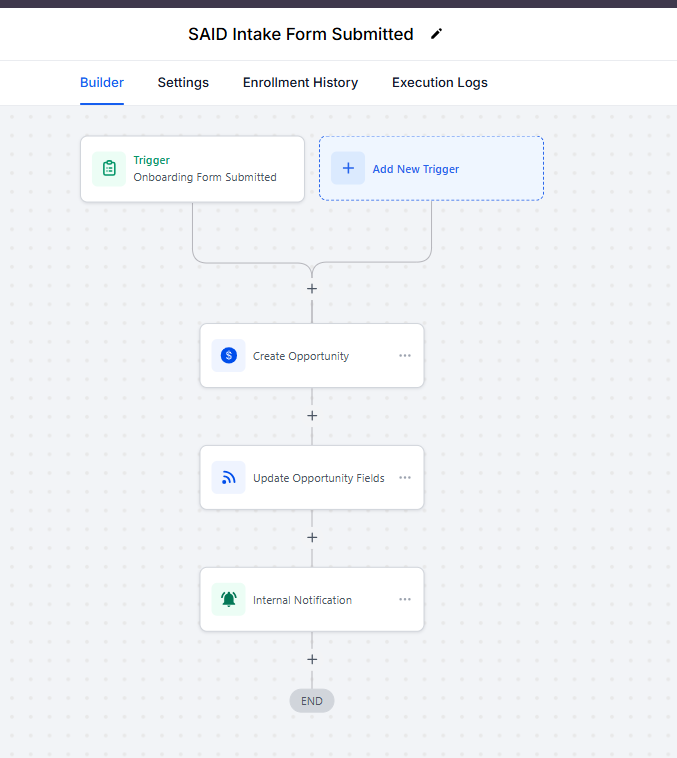 SAID Intake Form Submitted
Builder
Settings
Enrollment History
Execution Logs
Trigger
Onboarding Form Submitted
Add New Trigger
Create Opportunity
Update Opportunity Fields
Internal Notification
END